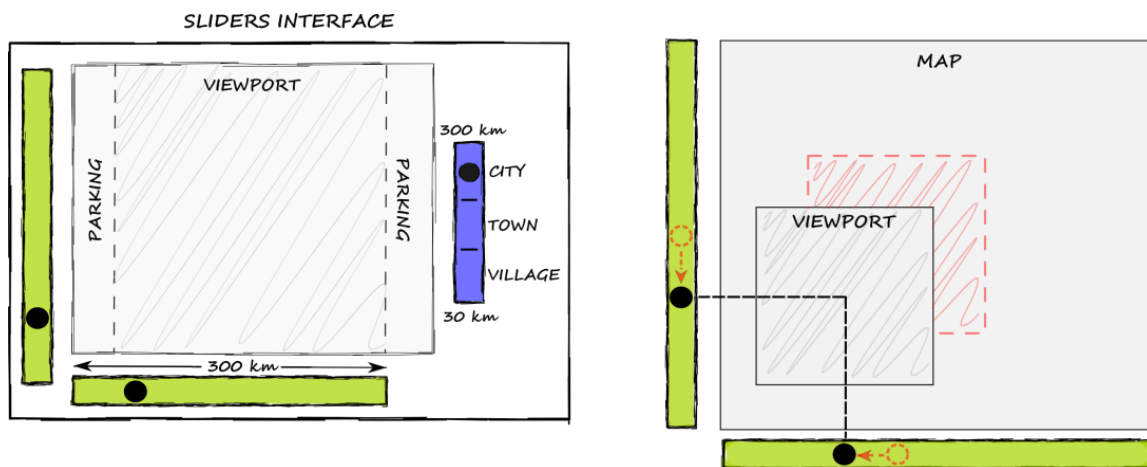 SLIDERS INTERFACE
VIEWPORT
PARKING
PARKING
300 km
CITY
TOWN
VILLAGE
30 km
300 km
MAP
VIEWPORT